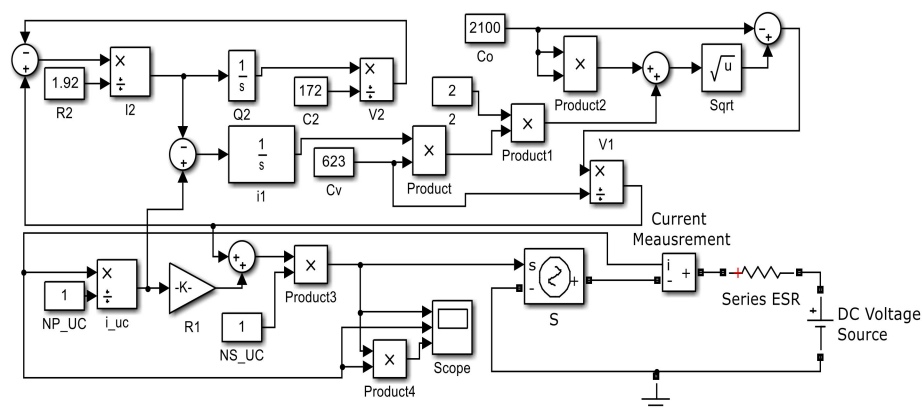 2100
Co
1.92
R2
I2
1
s
Q2
172
C2
V2
2
2
Product2
√u
Sqrt
Product1
1
s
i1
623
Cv
Product
V1
Current
Meausrement
1
NP_UC
i_uc
-K-
R1
Product3
1
NS_UC
Product4
Scope
s
S
i
Series ESR
DC Voltage
Source